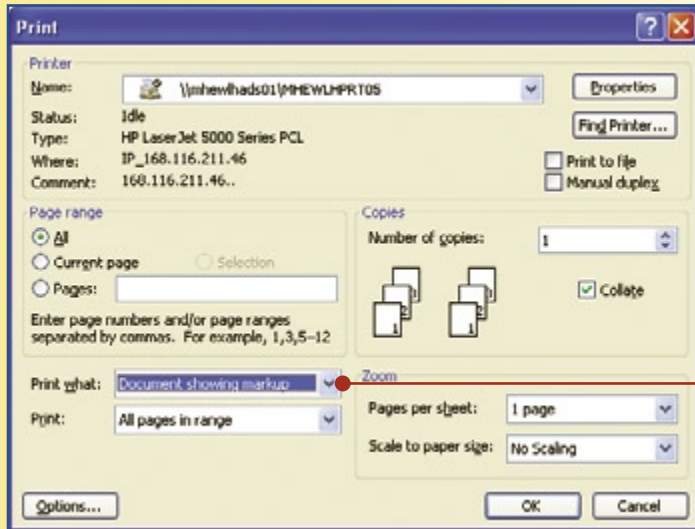 Print
Printer
Name: \\mhewlhads01\MHEWLHPRT05
Properties
Status: Idle
Find Printer...
Type: HP LaserJet 5000 Series PCL
Where: IP_168.116.211.46
Print to file
Comment: 168.116.211.46..
Manual duplex
Page range
All
Current page Selection
Pages:
Enter page numbers and/or page ranges
separated by commas. For example, 1,3,5–12
Copies
Number of copies: 1
1 2 1 2
Collate
Print what: Document showing markup
Print: All pages in range
Zoom
Pages per sheet: 1 page
Scale to paper size: No Scaling
Options...
OK
Cancel